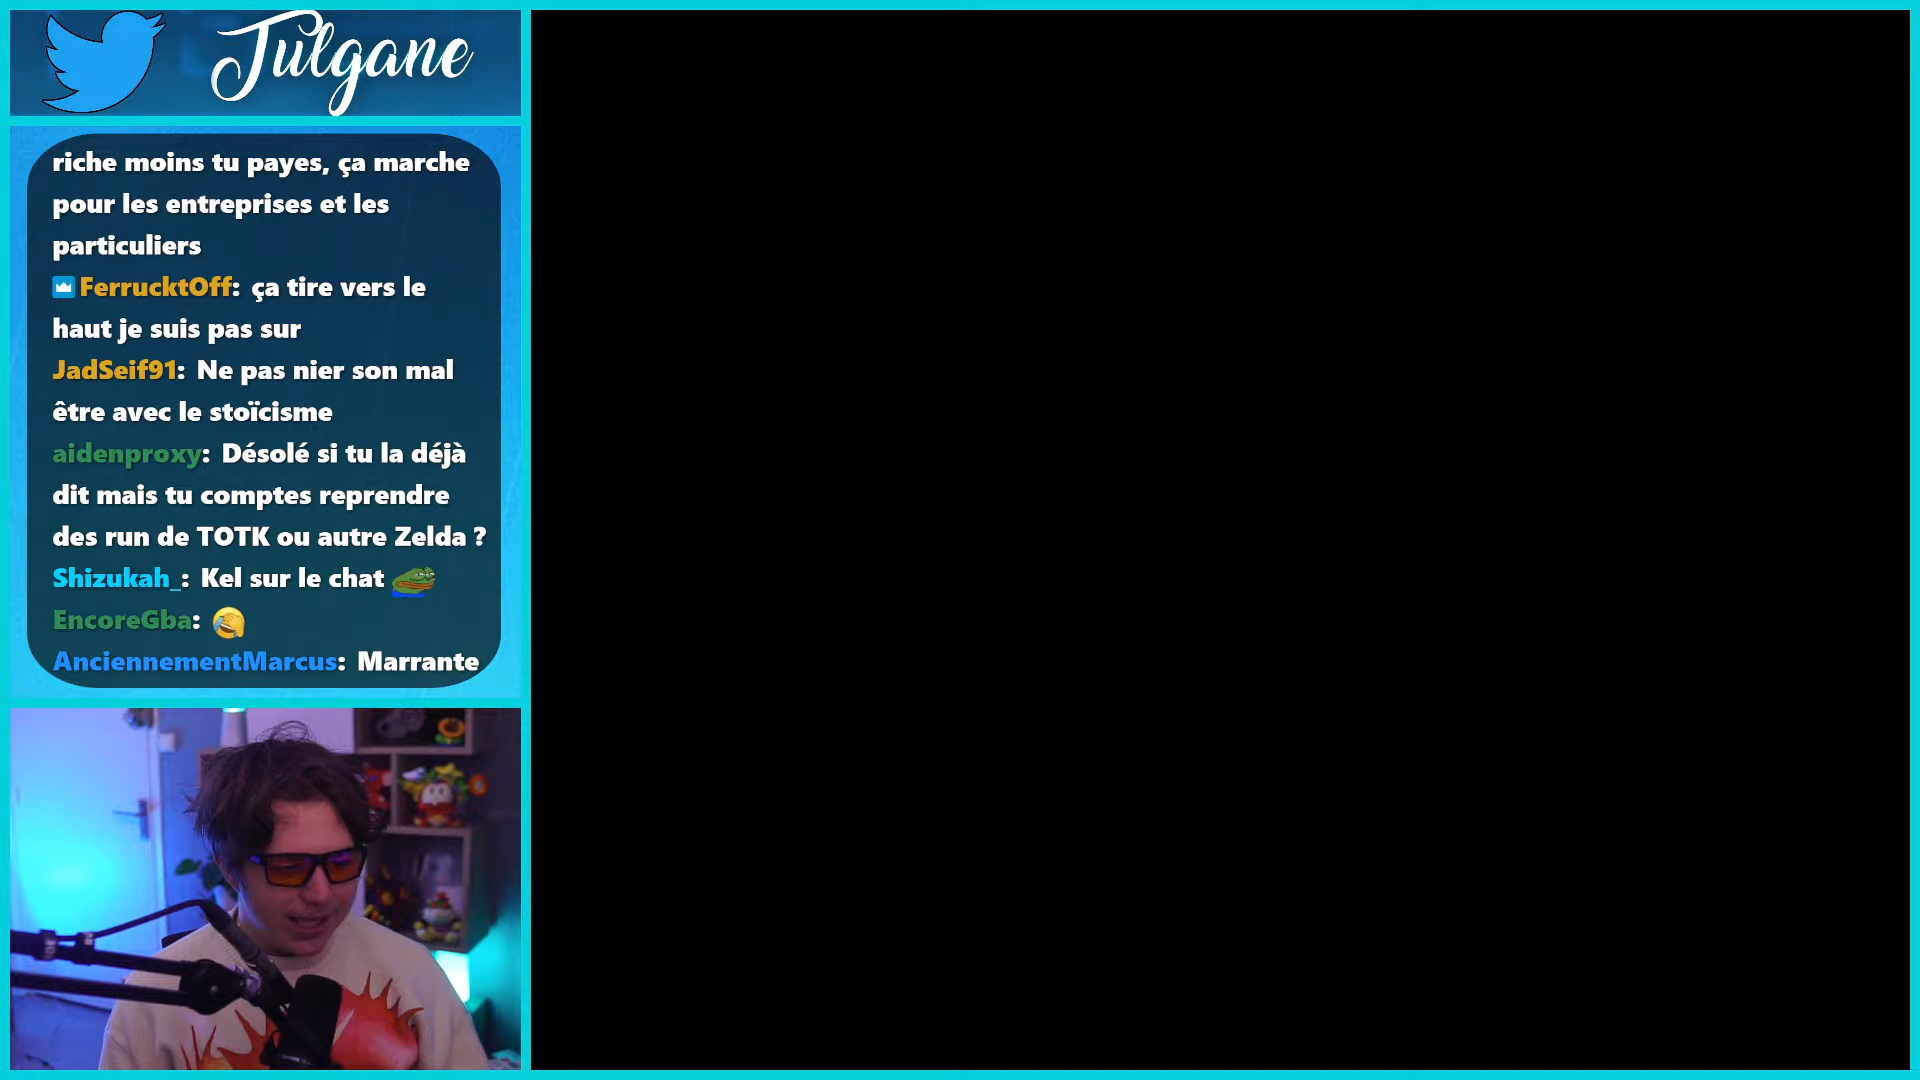 Julgane
riche moins tu payes, ça marche
pour les entreprises et les
particuliers
FerrucktOff: ça tire vers le
haut je suis pas sur
JadSeif91: Ne pas nier son mal
être avec le stoïcisme
aidenproxy: Désolé si tu la déjà
dit mais tu comptes reprendre
des run de TOTK ou autre Zelda ?
Shizukah_: Kel sur le chat
EncoreGba:
AnciennementMarcus: Marrante